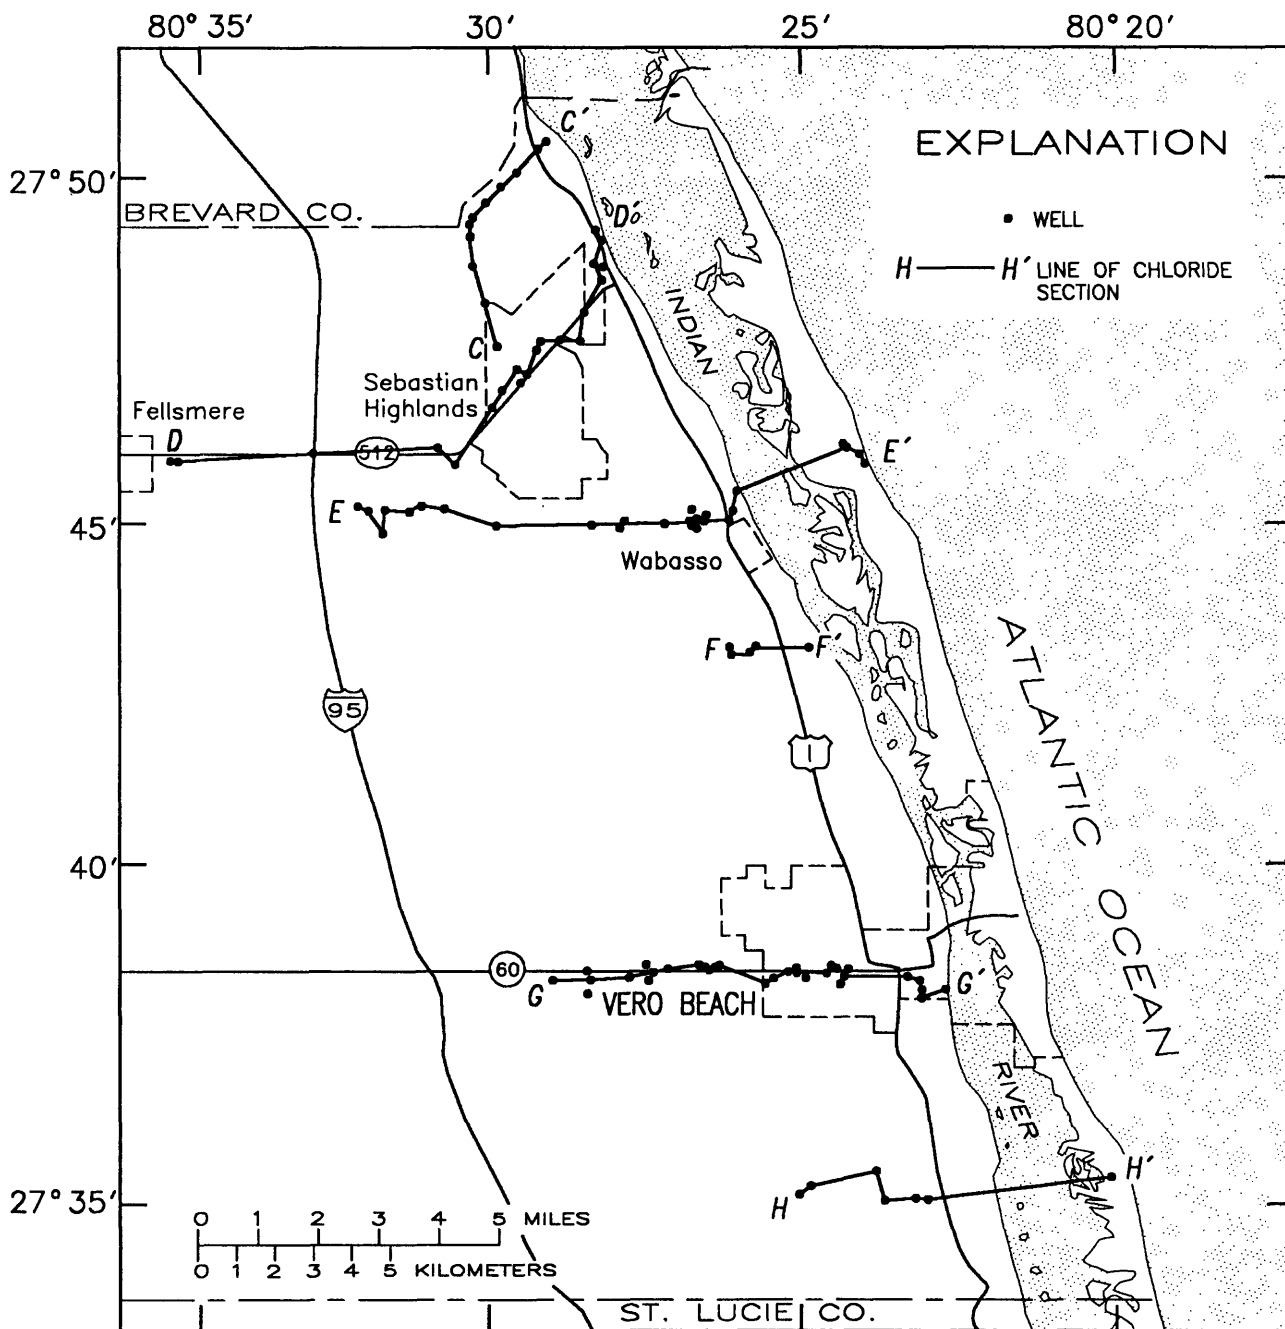 80° 35′ 30′ 25′ 80° 20′
C′
EXPLANATION
27° 50′
BREVARD CO.
D′
WELL
H H′ LINE OF CHLORIDE
SECTION
INDIAN
C
Sebastian
Highlands
Fellsmere
D
512
E′
E
45′
Wabasso
F F′
ATLANTIC OCEAN
95
1
40′
60
G G′
VERO BEACH
RIVER
H H′
27° 35′
0 1 2 3 4 5 MILES
0 1 2 3 4 5 KILOMETERS
ST. LUCIE CO.